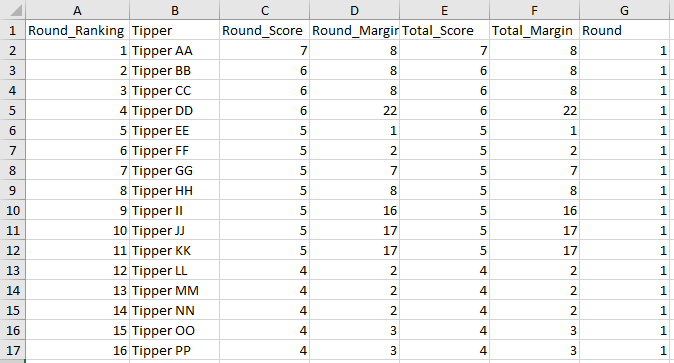 A B C D E F G
1 Round_Ranking Tipper Round_Score Round_Margin Total_Score Total_Margin Round
2 1 Tipper AA 7 8 7 8 1
3 2 Tipper BB 6 8 6 8 1
4 3 Tipper CC 6 8 6 8 1
5 4 Tipper DD 6 22 6 22 1
6 5 Tipper EE 5 1 5 1 1
7 6 Tipper FF 5 2 5 2 1
8 7 Tipper GG 5 7 5 7 1
9 8 Tipper HH 5 8 5 8 1
10 9 Tipper II 5 16 5 16 1
11 10 Tipper JJ 5 17 5 17 1
12 11 Tipper KK 5 17 5 17 1
13 12 Tipper LL 4 2 4 2 1
14 13 Tipper MM 4 2 4 2 1
15 14 Tipper NN 4 2 4 2 1
16 15 Tipper OO 4 3 4 3 1
17 16 Tipper PP 4 3 4 3 1